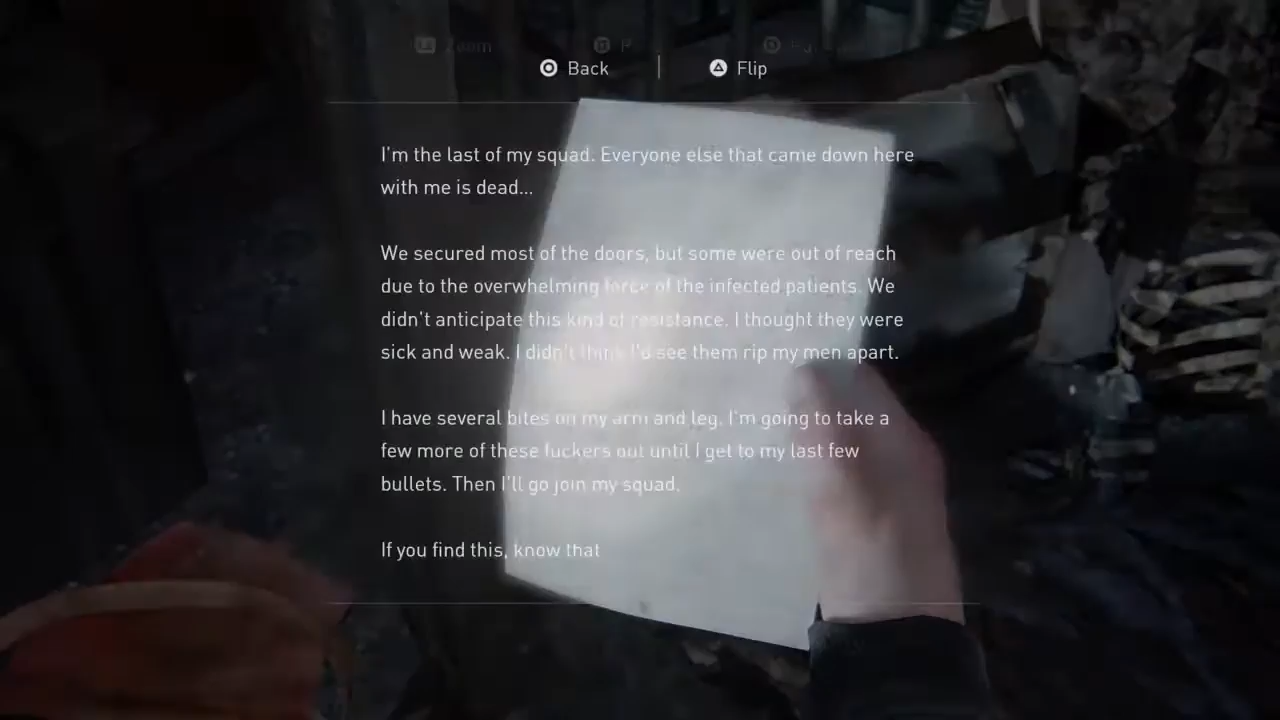 Back | Flip
I'm the last of my squad. Everyone else that came down here
with me is dead...
We secured most of the doors, but some were out of reach
due to the overwhelming force of the infected patients. We
didn't anticipate this kind of resistance. I thought they were
sick and weak. I didn't think I'd see them rip my men apart.
I have several bites on my arm and leg. I'm going to take a
few more of these fuckers out until I get to my last few
bullets. Then I'll go join my squad.
If you find this, know that